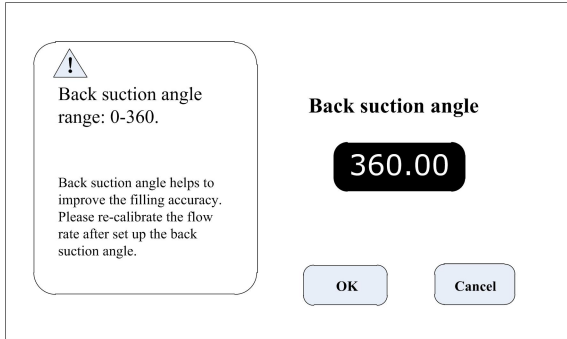 !
Back suction angle
range: 0-360.
Back suction angle helps to
improve the filling accuracy.
Please re-calibrate the flow
rate after set up the back
suction angle.
Back suction angle
360.00
OK
Cancel